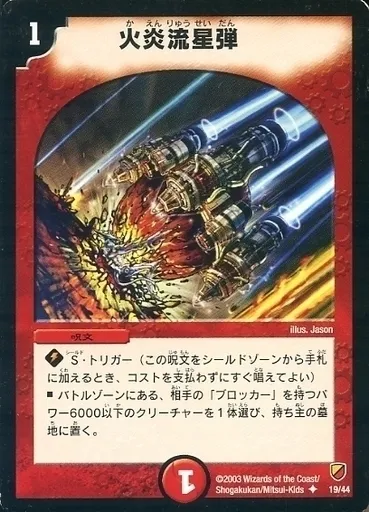 1
か えん りゅう せい だん
火炎流星弾
illus. Jason
呪文
シールド
S・トリガー（この呪文をシールドゾーンから手札
に加えるとき、コストを支払わずにすぐ唱えてよい）
■ バトルゾーンにある、相手の「ブロッカー」を持つパ
ワー6000以下のクリーチャーを1体選び、持ち主の墓
地に置く。
1
©2003 Wizards of the Coast/
Shogakukan/Mitsui-Kids
19/44